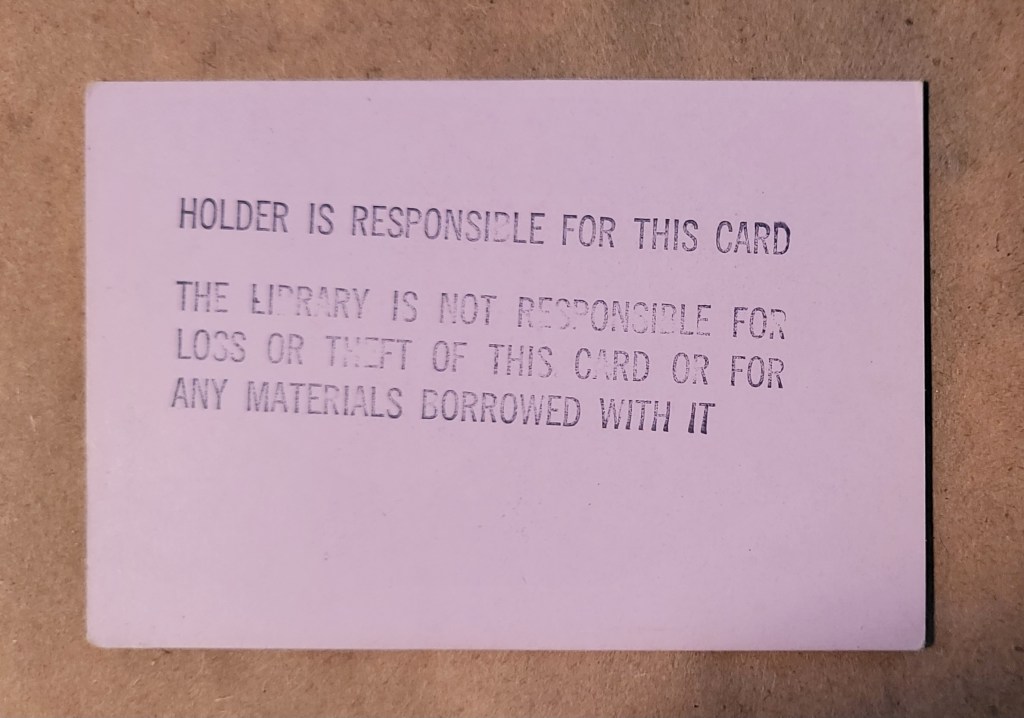 HOLDER IS RESPONSIBLE FOR THIS CARD
THE LIBRARY IS NOT RESPONSIBLE FOR
LOSS OR THEFT OF THIS CARD OR FOR
ANY MATERIALS BORROWED WITH IT